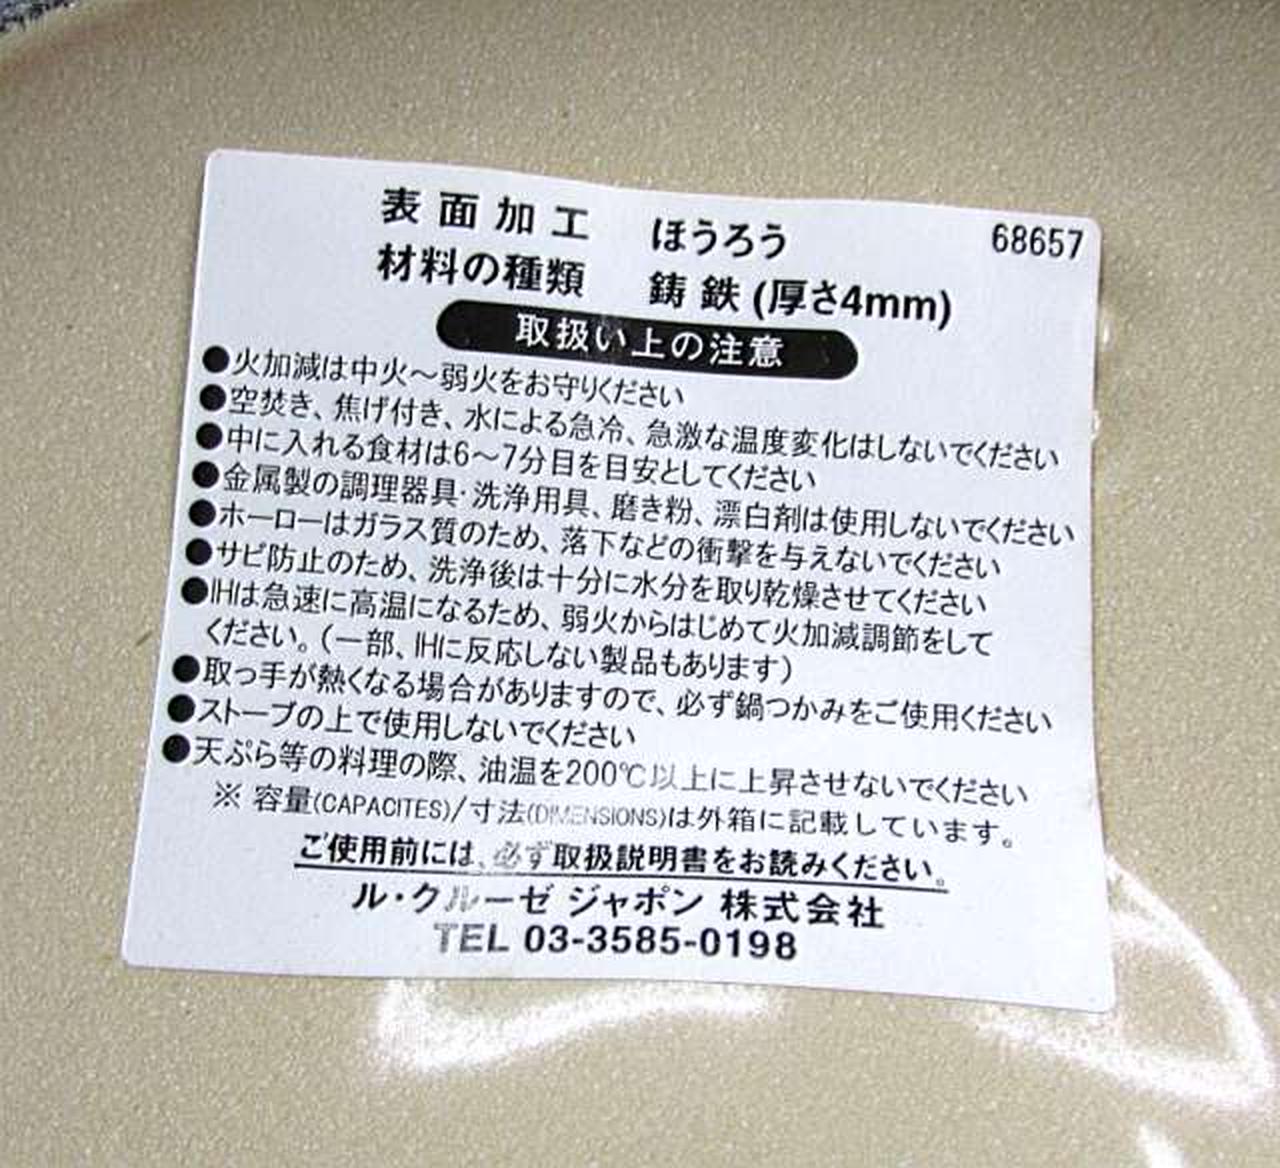 表面加工 ほうろう 68657
材料の種類 鋳鉄(厚さ4mm)
取扱い上の注意
●火加減は中火～弱火をお守りください
●空焚き、焦げ付き、水による急冷、急激な温度変化はしないでください
●中に入れる食材は6～7分目を目安としてください
●金属製の調理器具・洗浄用具、磨き粉、漂白剤は使用しないでください
●ホーローはガラス質のため、落下などの衝撃を与えないでください
●サビ防止のため、洗浄後は十分に水分を取り乾燥させてください
●IHは急速に高温になるため、弱火からはじめて火加減調節をして
ください。(一部、IHに反応しない製品もあります)
●取っ手が熱くなる場合がありますので、必ず鍋つかみをご使用ください
●ストーブの上で使用しないでください
●天ぷら等の料理の際、油温を200℃以上に上昇させないでください
※ 容量(CAPACITES)/寸法(DIMENSIONS)は外箱に記載しています。
ご使用前には、必ず取扱説明書をお読みください。
ル・クルーゼ ジャポン 株式会社
TEL 03-3585-0198